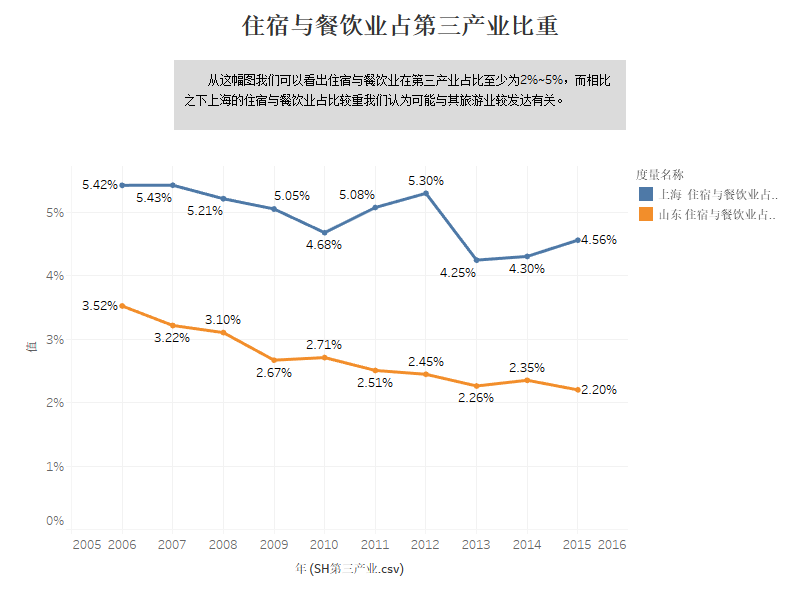 住宿与餐饮业占第三产业比重
从这幅图我们可以看出住宿与餐饮业在第三产业占比至少为2%~5%，而相比
之下上海的住宿与餐饮业占比较重我们认为可能与其旅游业较发达有关。
度量名称
上海 住宿与餐饮业占..
山东 住宿与餐饮业占..
5.42%
5.43%
5.21%
5.05%
4.68%
5.08%
5.30%
4.25%
4.30%
4.56%
3.52%
3.22%
3.10%
2.67%
2.71%
2.51%
2.45%
2.26%
2.35%
2.20%
5%
4%
3%
2%
1%
0%
值
2005 2006 2007 2008 2009 2010 2011 2012 2013 2014 2015 2016
年 (SH第三产业.csv)